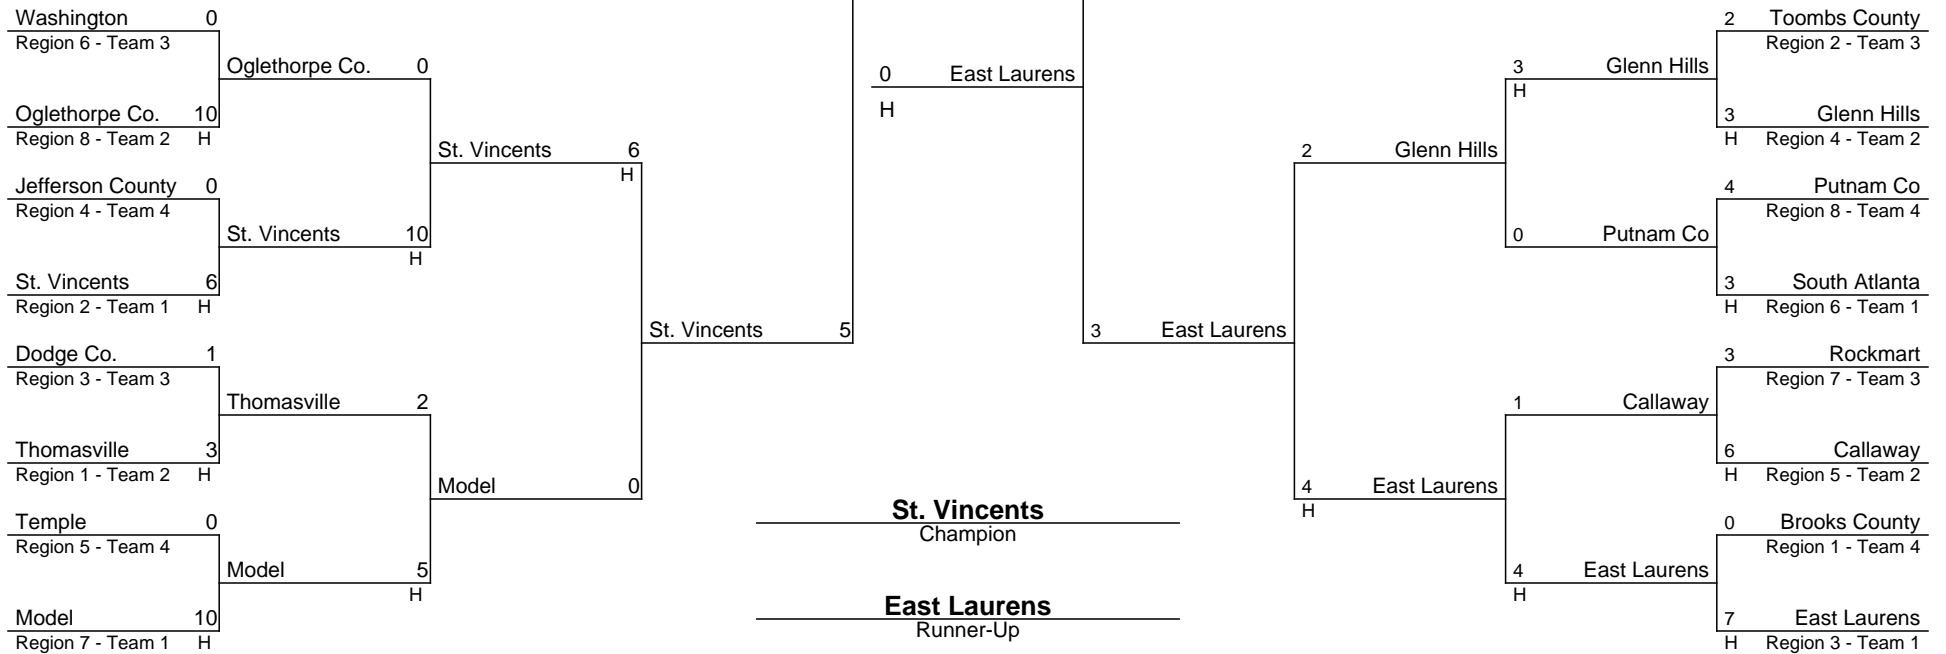 Washington 0
Region 6 - Team 3
Oglethorpe Co. 10
Region 8 - Team 2 H
Jefferson County 0
Region 4 - Team 4
St. Vincents 6
Region 2 - Team 1 H
Dodge Co. 1
Region 3 - Team 3
Thomasville 3
Region 1 - Team 2 H
Temple 0
Region 5 - Team 4
Model 10
Region 7 - Team 1 H
Oglethorpe Co. 0
St. Vincents 10
H
Thomasville 2
Model 5
H
St. Vincents 6
H
Model 0
St. Vincents 5
0 East Laurens
H
St. Vincents
Champion
East Laurens
Runner-Up
3 East Laurens
2 Glenn Hills
4 East Laurens
H
3 Glenn Hills
H
0 Putnam Co
1 Callaway
4 East Laurens
H
2 Toombs County
Region 2 - Team 3
3 Glenn Hills
H Region 4 - Team 2
4 Putnam Co
Region 8 - Team 4
3 South Atlanta
H Region 6 - Team 1
3 Rockmart
Region 7 - Team 3
6 Callaway
H Region 5 - Team 2
0 Brooks County
Region 1 - Team 4
7 East Laurens
H Region 3 - Team 1